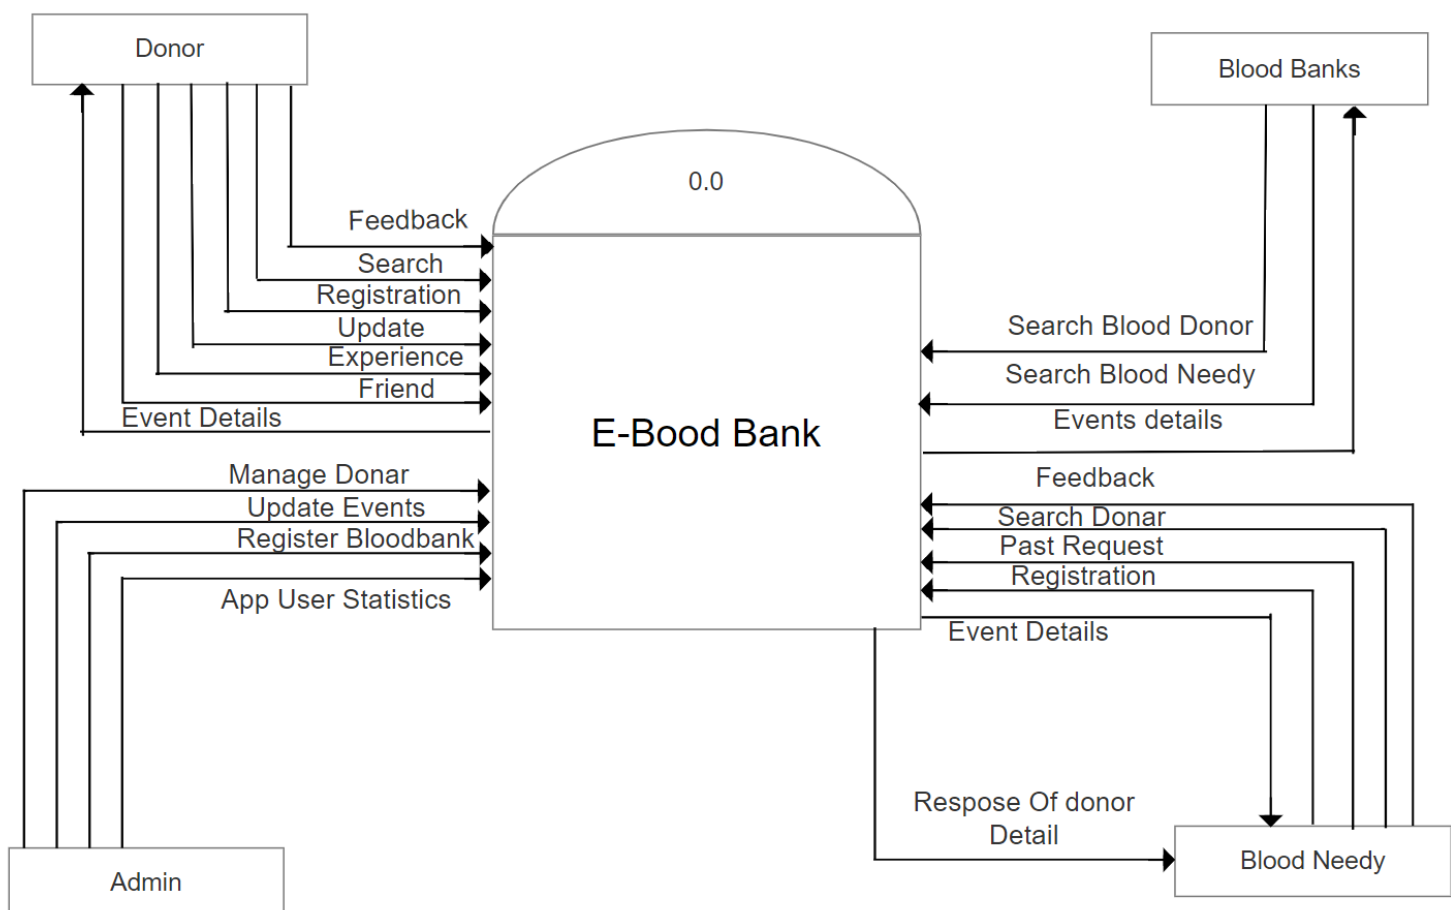 Donor
Blood Banks
0.0
Feedback
Search
Registration
Update
Experience
Friend
Event Details
Search Blood Donor
Search Blood Needy
Events details
E-Bood Bank
Manage Donar
Update Events
Register Bloodbank
App User Statistics
Feedback
Search Donar
Past Request
Registration
Event Details
Respose Of donor
Detail
Admin
Blood Needy